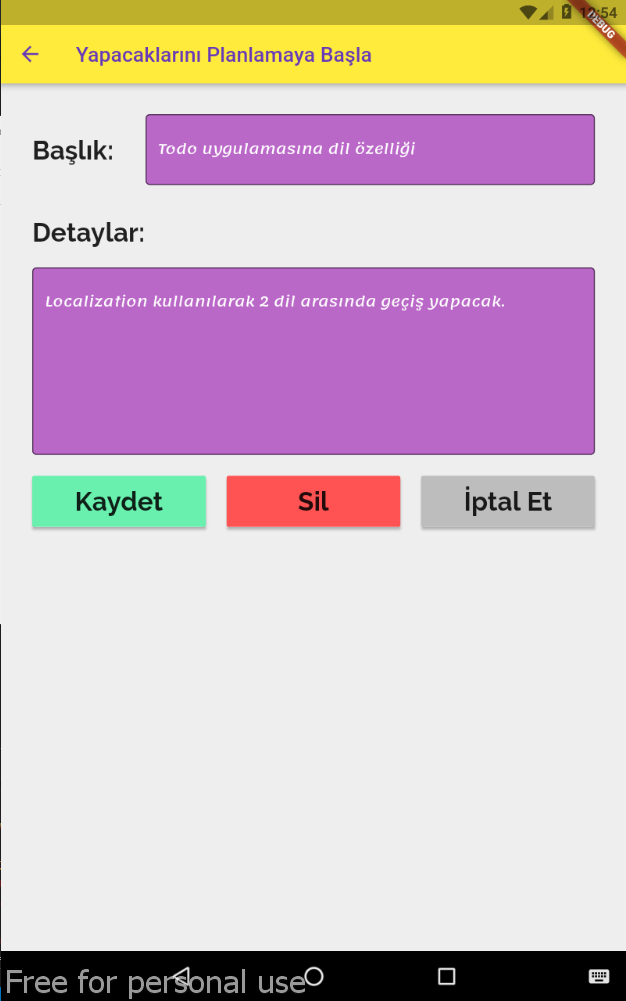 12:54
DEBUG
Yapacaklarını Planlamaya Başla
Başlık:
Todo uygulamasına dil özelliği
Detaylar:
Localization kullanılarak 2 dil arasında geçiş yapacak.
Kaydet
Sil
İptal Et
Free for personal use